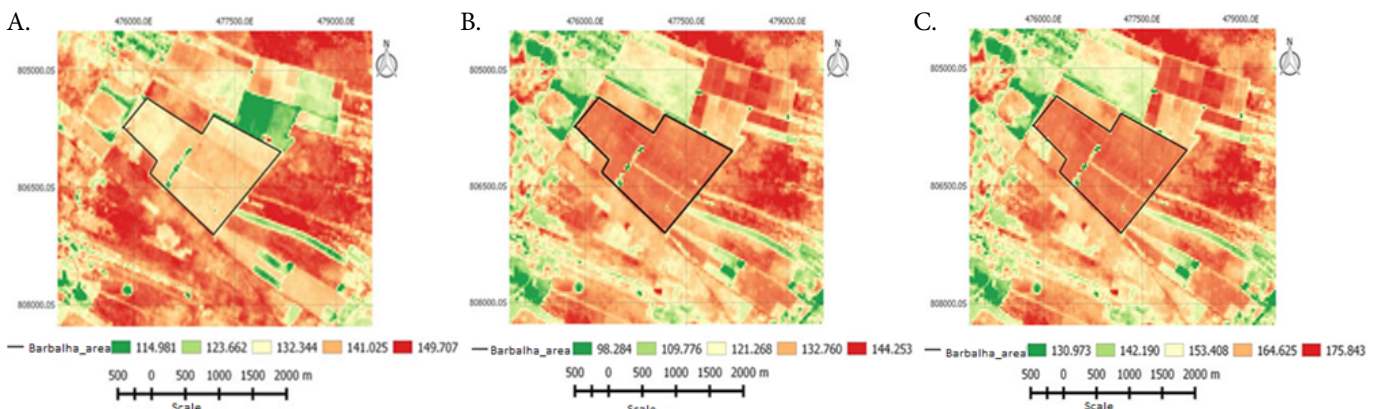 A.
476000.0E 477500.0E 479000.0E
N
805000.0S
806500.0S
808000.0S
Barbalha_area 114.981 123.662 132.344 141.025 149.707
500 0 500 1000 1500 2000 m
Scale
B.
476000.0E 477500.0E 479000.0E
N
805000.0S
806500.0S
808000.0S
Barbalha_area 98.284 109.776 121.268 132.760 144.253
500 0 500 1000 1500 2000 m
Scale
C.
476000.0E 477500.0E 479000.0E
N
805000.0S
806500.0S
808000.0S
Barbalha_area 130.973 142.190 153.408 164.625 175.843
500 0 500 1000 1500 2000 m
Scale